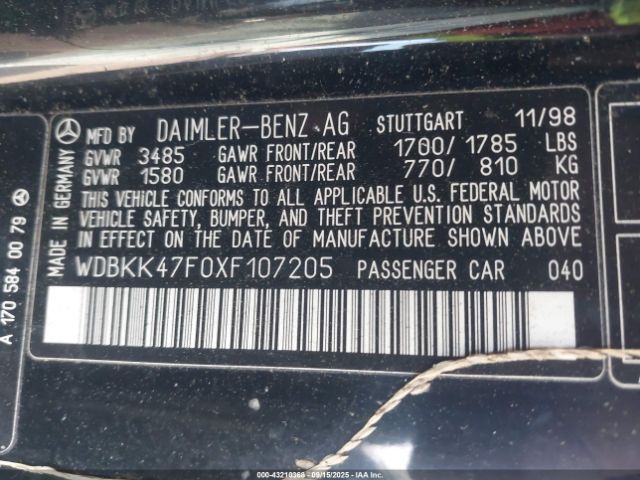 MFD BY DAIMLER-BENZ AG STUTTGART 11/98
GVWR 3485 GAWR FRONT/REAR 1700/1785 LBS
GVWR 1580 GAWR FRONT/REAR 770/ 810 KG
THIS VEHICLE CONFORMS TO ALL APPLICABLE U.S. FEDERAL MOTOR
VEHICLE SAFETY, BUMPER, AND THEFT PREVENTION STANDARDS
IN EFFECT ON THE DATE OF MANUFACTURE SHOWN ABOVE
WDBKK47F0XF107205 PASSENGER CAR 040
MADE IN GERMANY
A 170 584 00 79
000-43210368 - 09/15/2025 - IAA Inc.